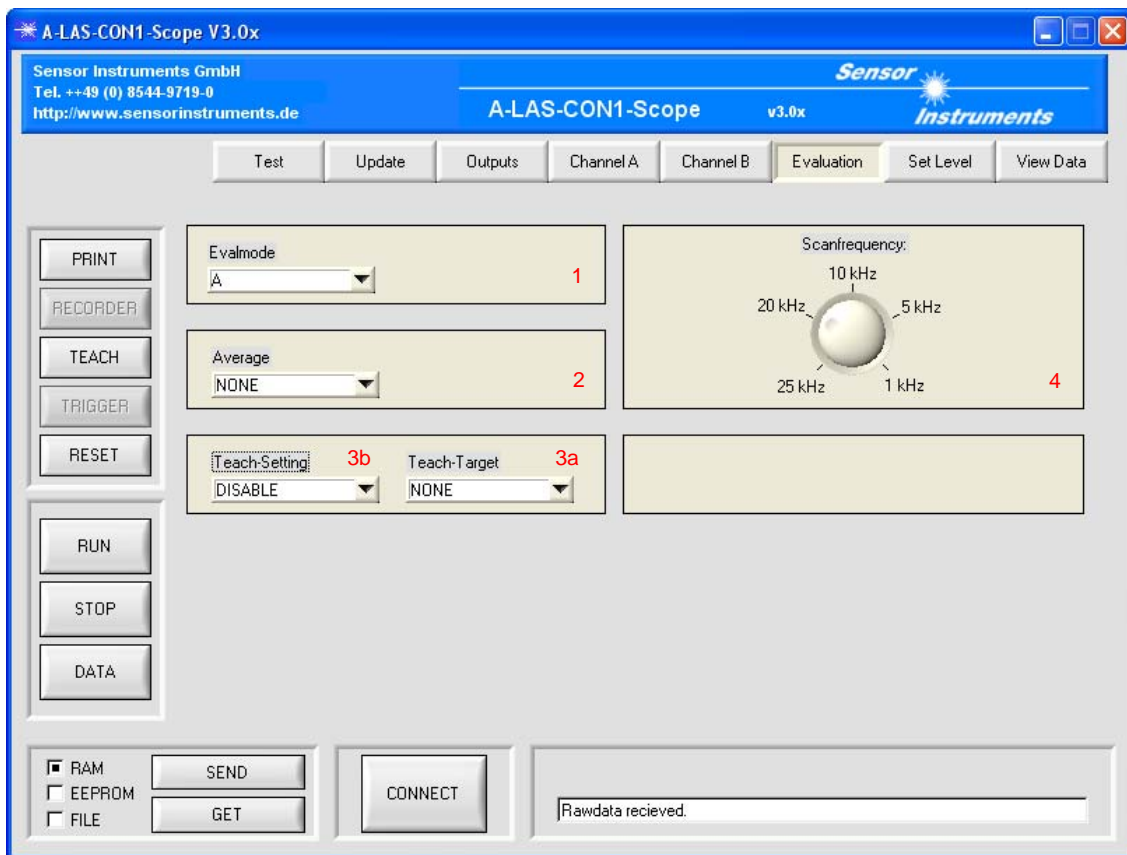 A-LAS-CON1-Scope V3.0x
Sensor Instruments GmbH
Tel. ++49 (0) 8544-9719-0
http://www.sensorinstruments.de
A-LAS-CON1-Scope v3.0x
Sensor
Instruments
Test Update Outputs Channel A Channel B Evaluation Set Level View Data
PRINT
RECORDER
TEACH
TRIGGER
RESET
RUN
STOP
DATA
Evalmode
A
1
Average
NONE
2
Teach-Setting 3b Teach-Target 3a
DISABLE NONE
Scanfrequency:
10 kHz
20 kHz 5 kHz
25 kHz 1 kHz 4
RAM
EEPROM
FILE
SEND
GET
CONNECT
Rawdata recieved.